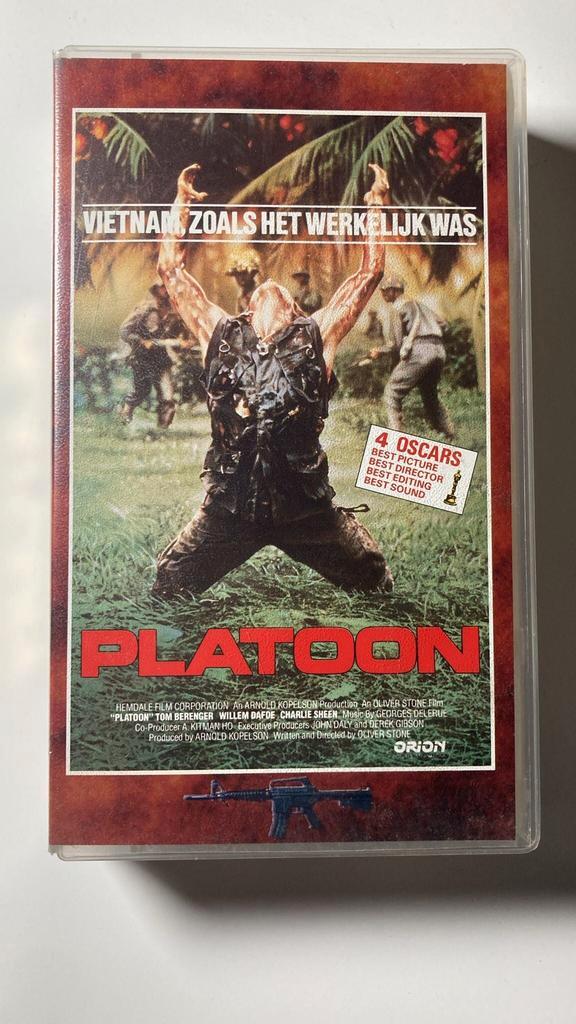 VIETNAM, ZOALS HET WERKELIJK WAS
4 OSCARS
BEST PICTURE
BEST DIRECTOR
BEST EDITING
BEST SOUND
PLATOON
HEMDALE FILM CORPORATION An ARNOLD KOPELSON Production An OLIVER STONE Film
"PLATOON" TOM BERENGER WILLEM DAFOE CHARLIE SHEEN Music By GEORGES DELERUE
Co-Producer A. KITMAN HO Executive Producers JOHN DALY and DEREK GIBSON
Produced by ARNOLD KOPELSON Written and Directed by OLIVER STONE
ORION